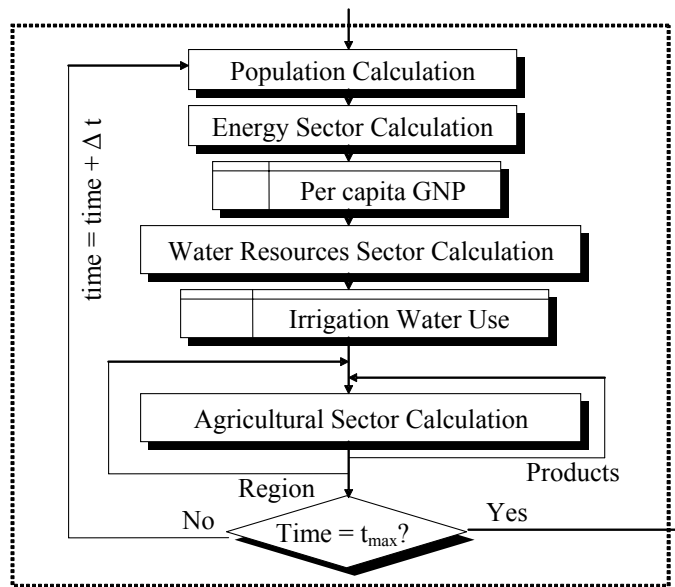 Population Calculation
Energy Sector Calculation
time = time + Δ t
Per capita GNP
Water Resources Sector Calculation
Irrigation Water Use
Agricultural Sector Calculation
Products
Region
No
Time = tmax?
Yes